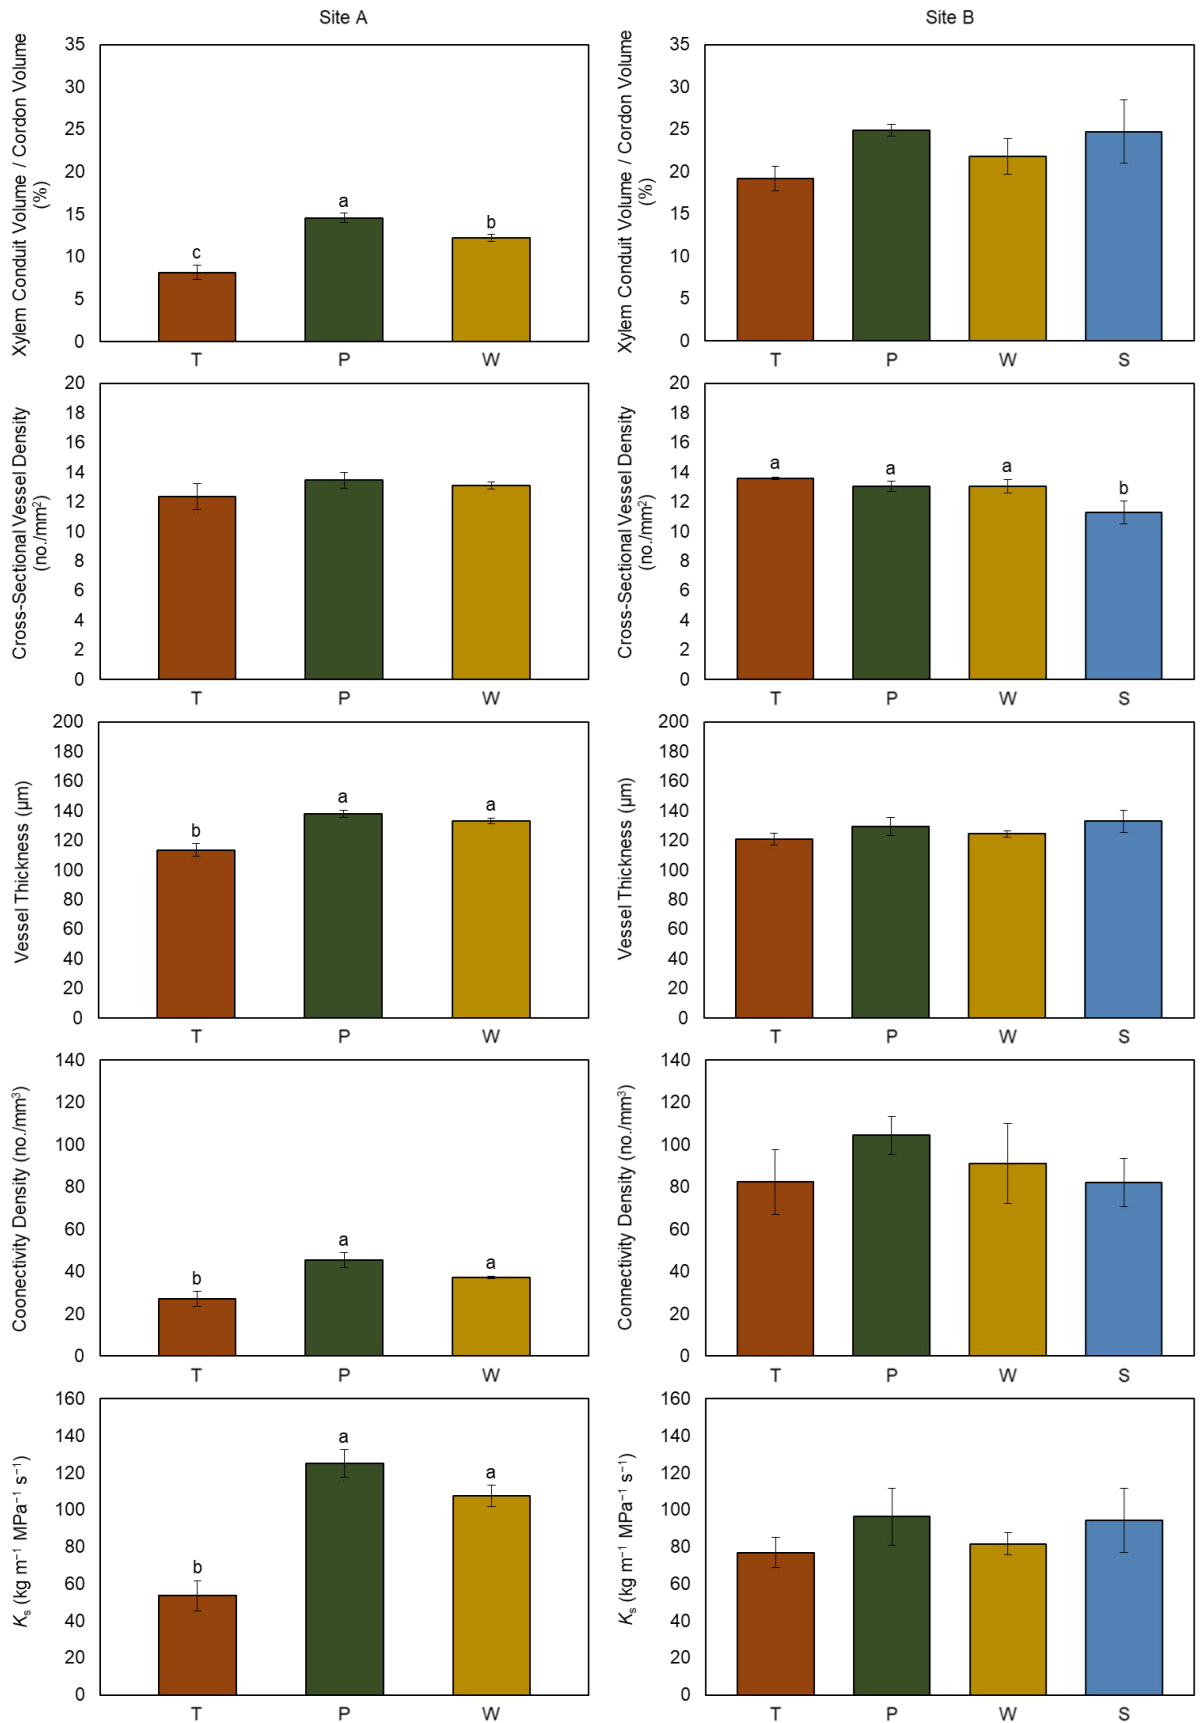 Site A
Site B
Xylem Conduit Volume / Cordon Volume
(%)
35
30
25
20
15
10
5
0
c
a
b
T P W
Xylem Conduit Volume / Cordon Volume
(%)
35
30
25
20
15
10
5
0
T P W S
Cross-Sectional Vessel Density
(no./mm²)
20
18
16
14
12
10
8
6
4
2
0
T P W
Cross-Sectional Vessel Density
(no./mm²)
20
18
16
14
12
10
8
6
4
2
0
a
a
a
b
T P W S
Vessel Thickness (µm)
200
180
160
140
120
100
80
60
40
20
0
b
a
a
T P W
Vessel Thickness (µm)
200
180
160
140
120
100
80
60
40
20
0
T P W S
Coonectivity Density (no./mm³)
140
120
100
80
60
40
20
0
b
a
a
T P W
Connectivity Density (no./mm³)
140
120
100
80
60
40
20
0
T P W S
Ks (kg m⁻¹ MPa⁻¹ s⁻¹)
160
140
120
100
80
60
40
20
0
b
a
a
T P W
Ks (kg m⁻¹ MPa⁻¹ s⁻¹)
160
140
120
100
80
60
40
20
0
T P W S